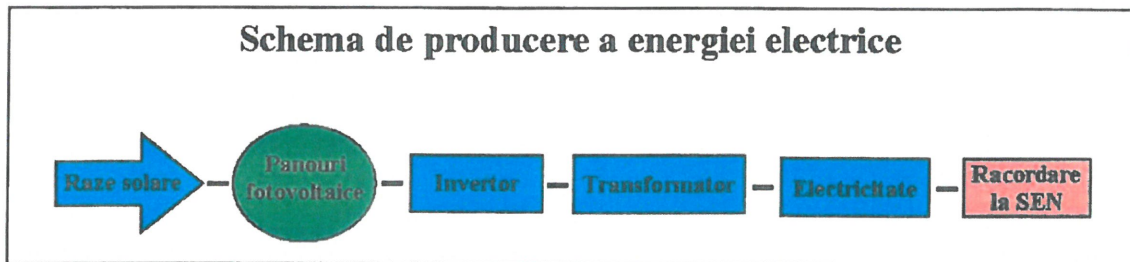 Schema de producere a energiei electrice
Raze solare
Panouri
fotovoltaice
Invertor
Transformator
Electricitate
Racordare
la SEN